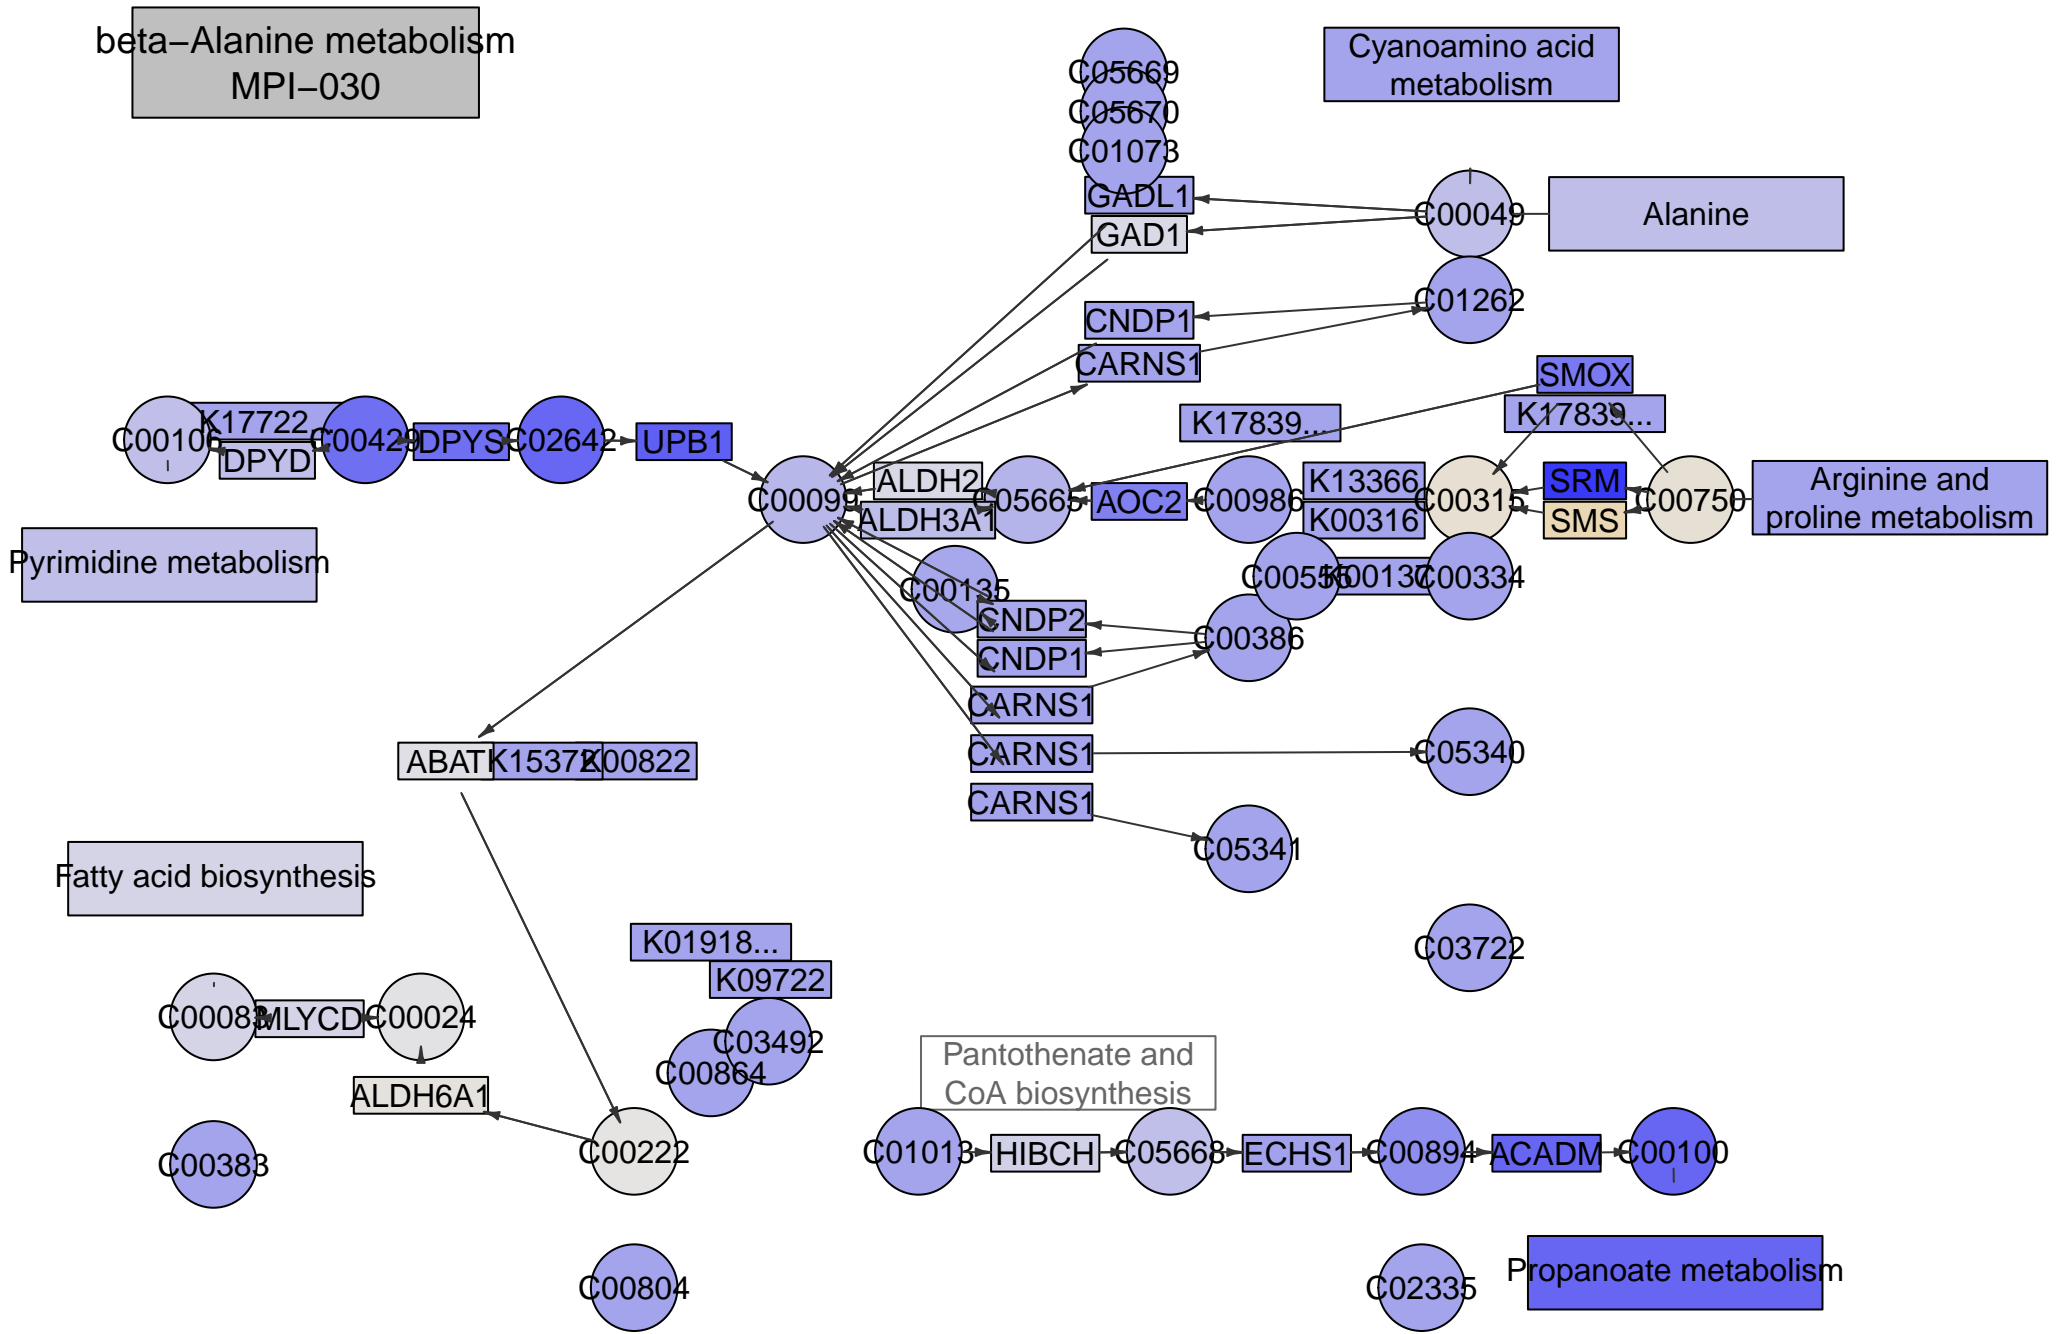 beta−Alanine metabolism
MPI−030
C05669
C05670
C01073
Cyanoamino acid
metabolism
GADL1
GAD1
C00049
Alanine
C01262
CNDP1
CARNS1
SMOX
K17839...
K17839...
C00106
K17722...
DPYD
C00429
DPYS
C02642
UPB1
C00099
ALDH2
ALDH3A1
C05665
AOC2
C00986
K13366
K00316
C00315
SRM
SMS
C00750
Arginine and
proline metabolism
Pyrimidine metabolism
C00135
C00555
K00137
C00334
CNDP2
CNDP1
C00386
CARNS1
CARNS1
CARNS1
C05340
C05341
ABAT
K15372
K00822
Fatty acid biosynthesis
K01918...
K09722
C03722
C00083
MLYCD
C00024
C03492
C00864
ALDH6A1
Pantothenate and
CoA biosynthesis
C00383
C00222
C01013
HIBCH
C05668
ECHS1
C00894
ACADM
C00100
C00804
C02335
Propanoate metabolism